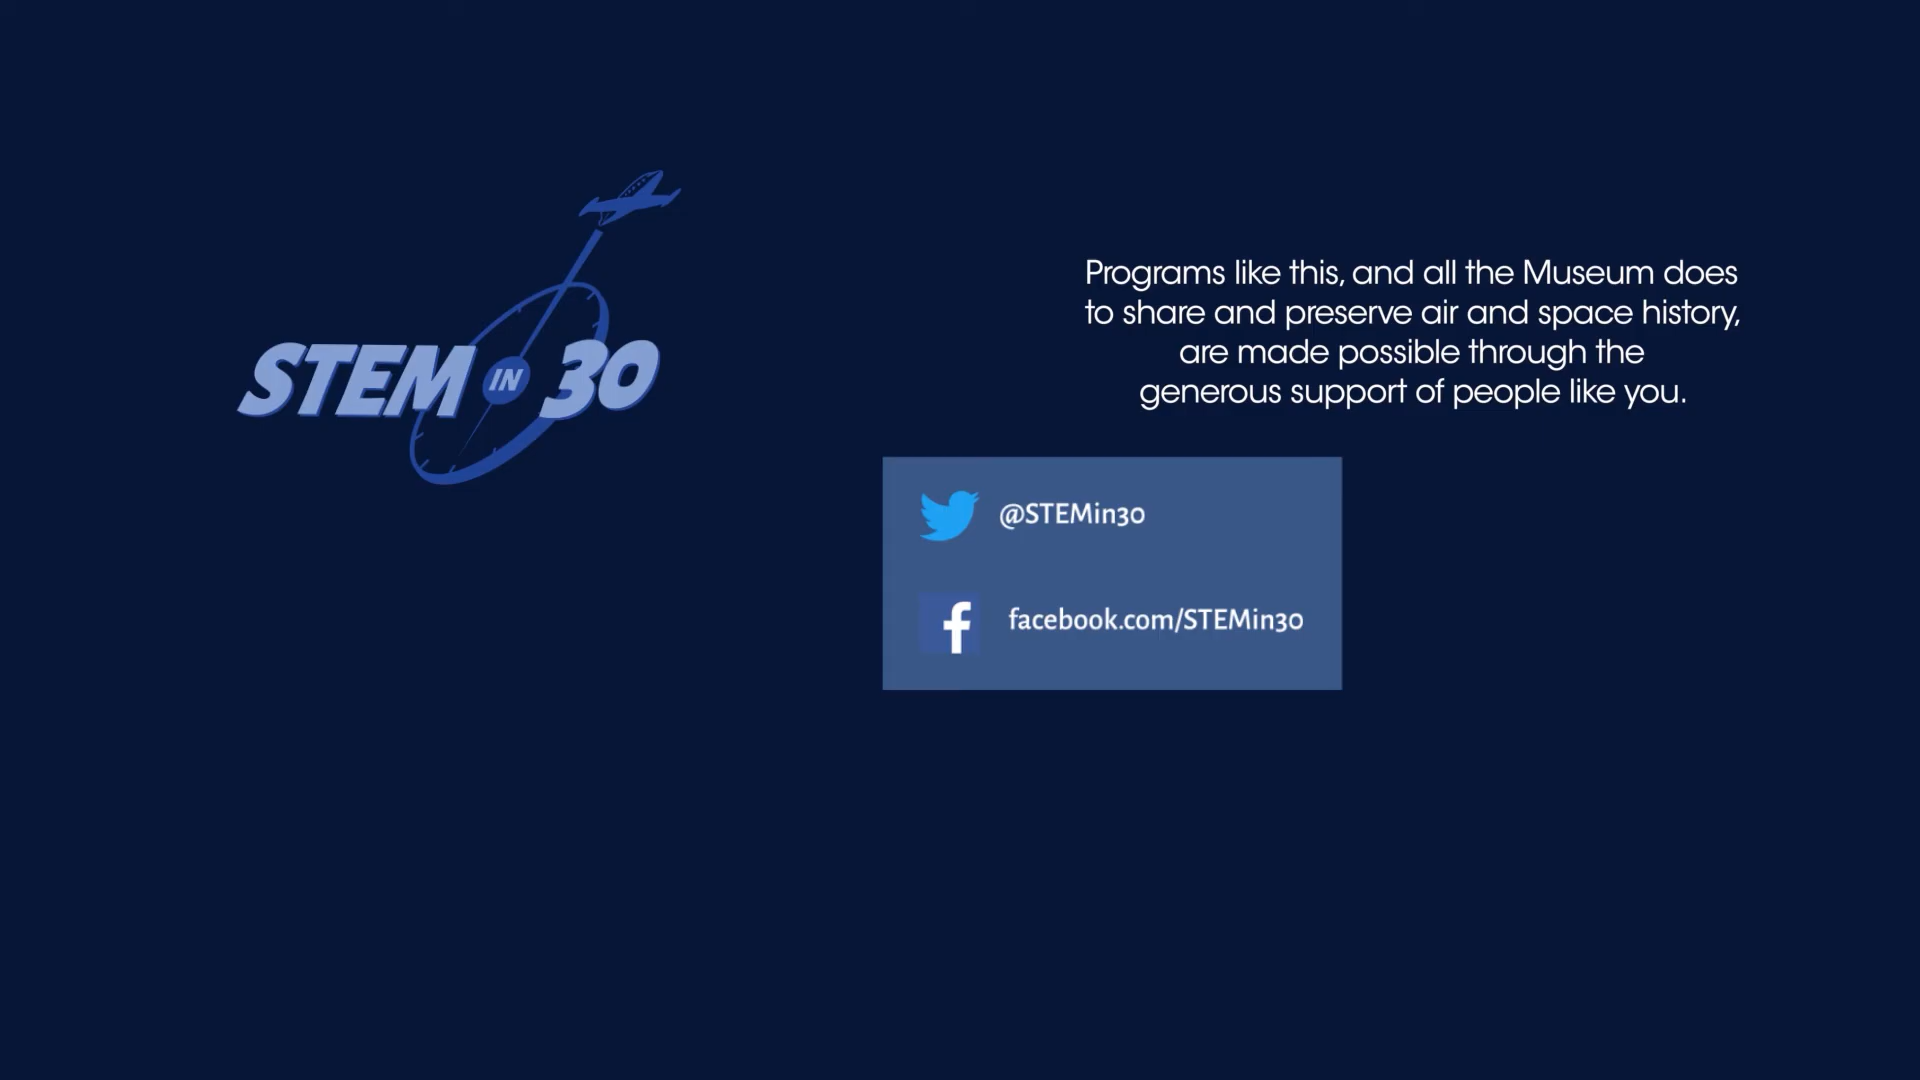 STEM IN 30
Programs like this, and all the Museum does
to share and preserve air and space history,
are made possible through the
generous support of people like you.
@STEMin30
facebook.com/STEMin30